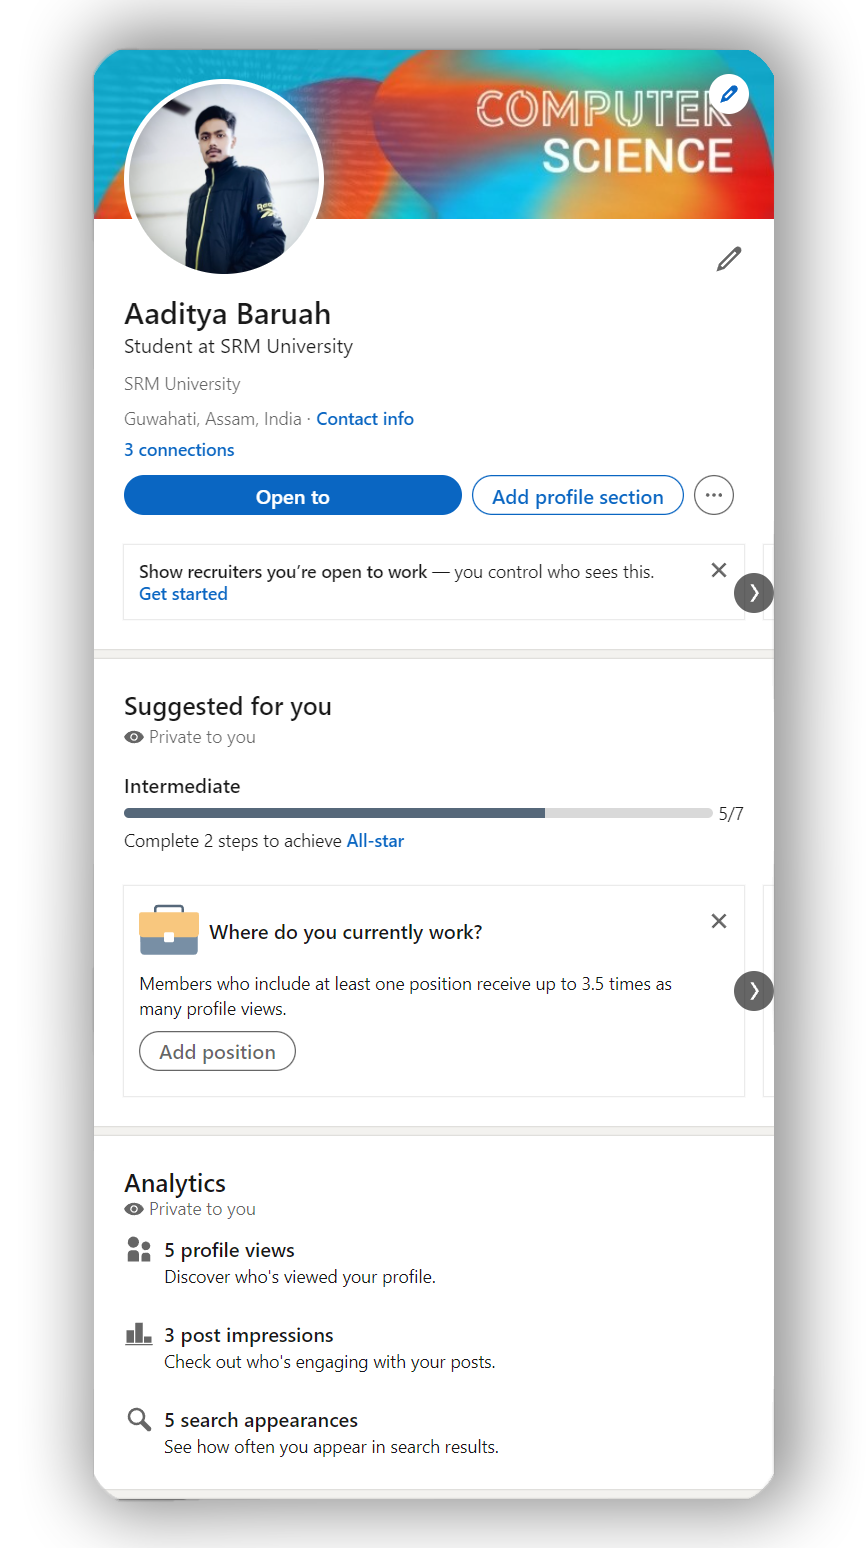 COMPUTER
SCIENCE
Aaditya Baruah
Student at SRM University
SRM University
Guwahati, Assam, India · Contact info
3 connections
Open to
Add profile section
Show recruiters you’re open to work — you control who sees this.
Get started
Suggested for you
Private to you
Intermediate
5/7
Complete 2 steps to achieve All-star
Where do you currently work?
Members who include at least one position receive up to 3.5 times as
many profile views.
Add position
Analytics
Private to you
5 profile views
Discover who's viewed your profile.
3 post impressions
Check out who's engaging with your posts.
5 search appearances
See how often you appear in search results.